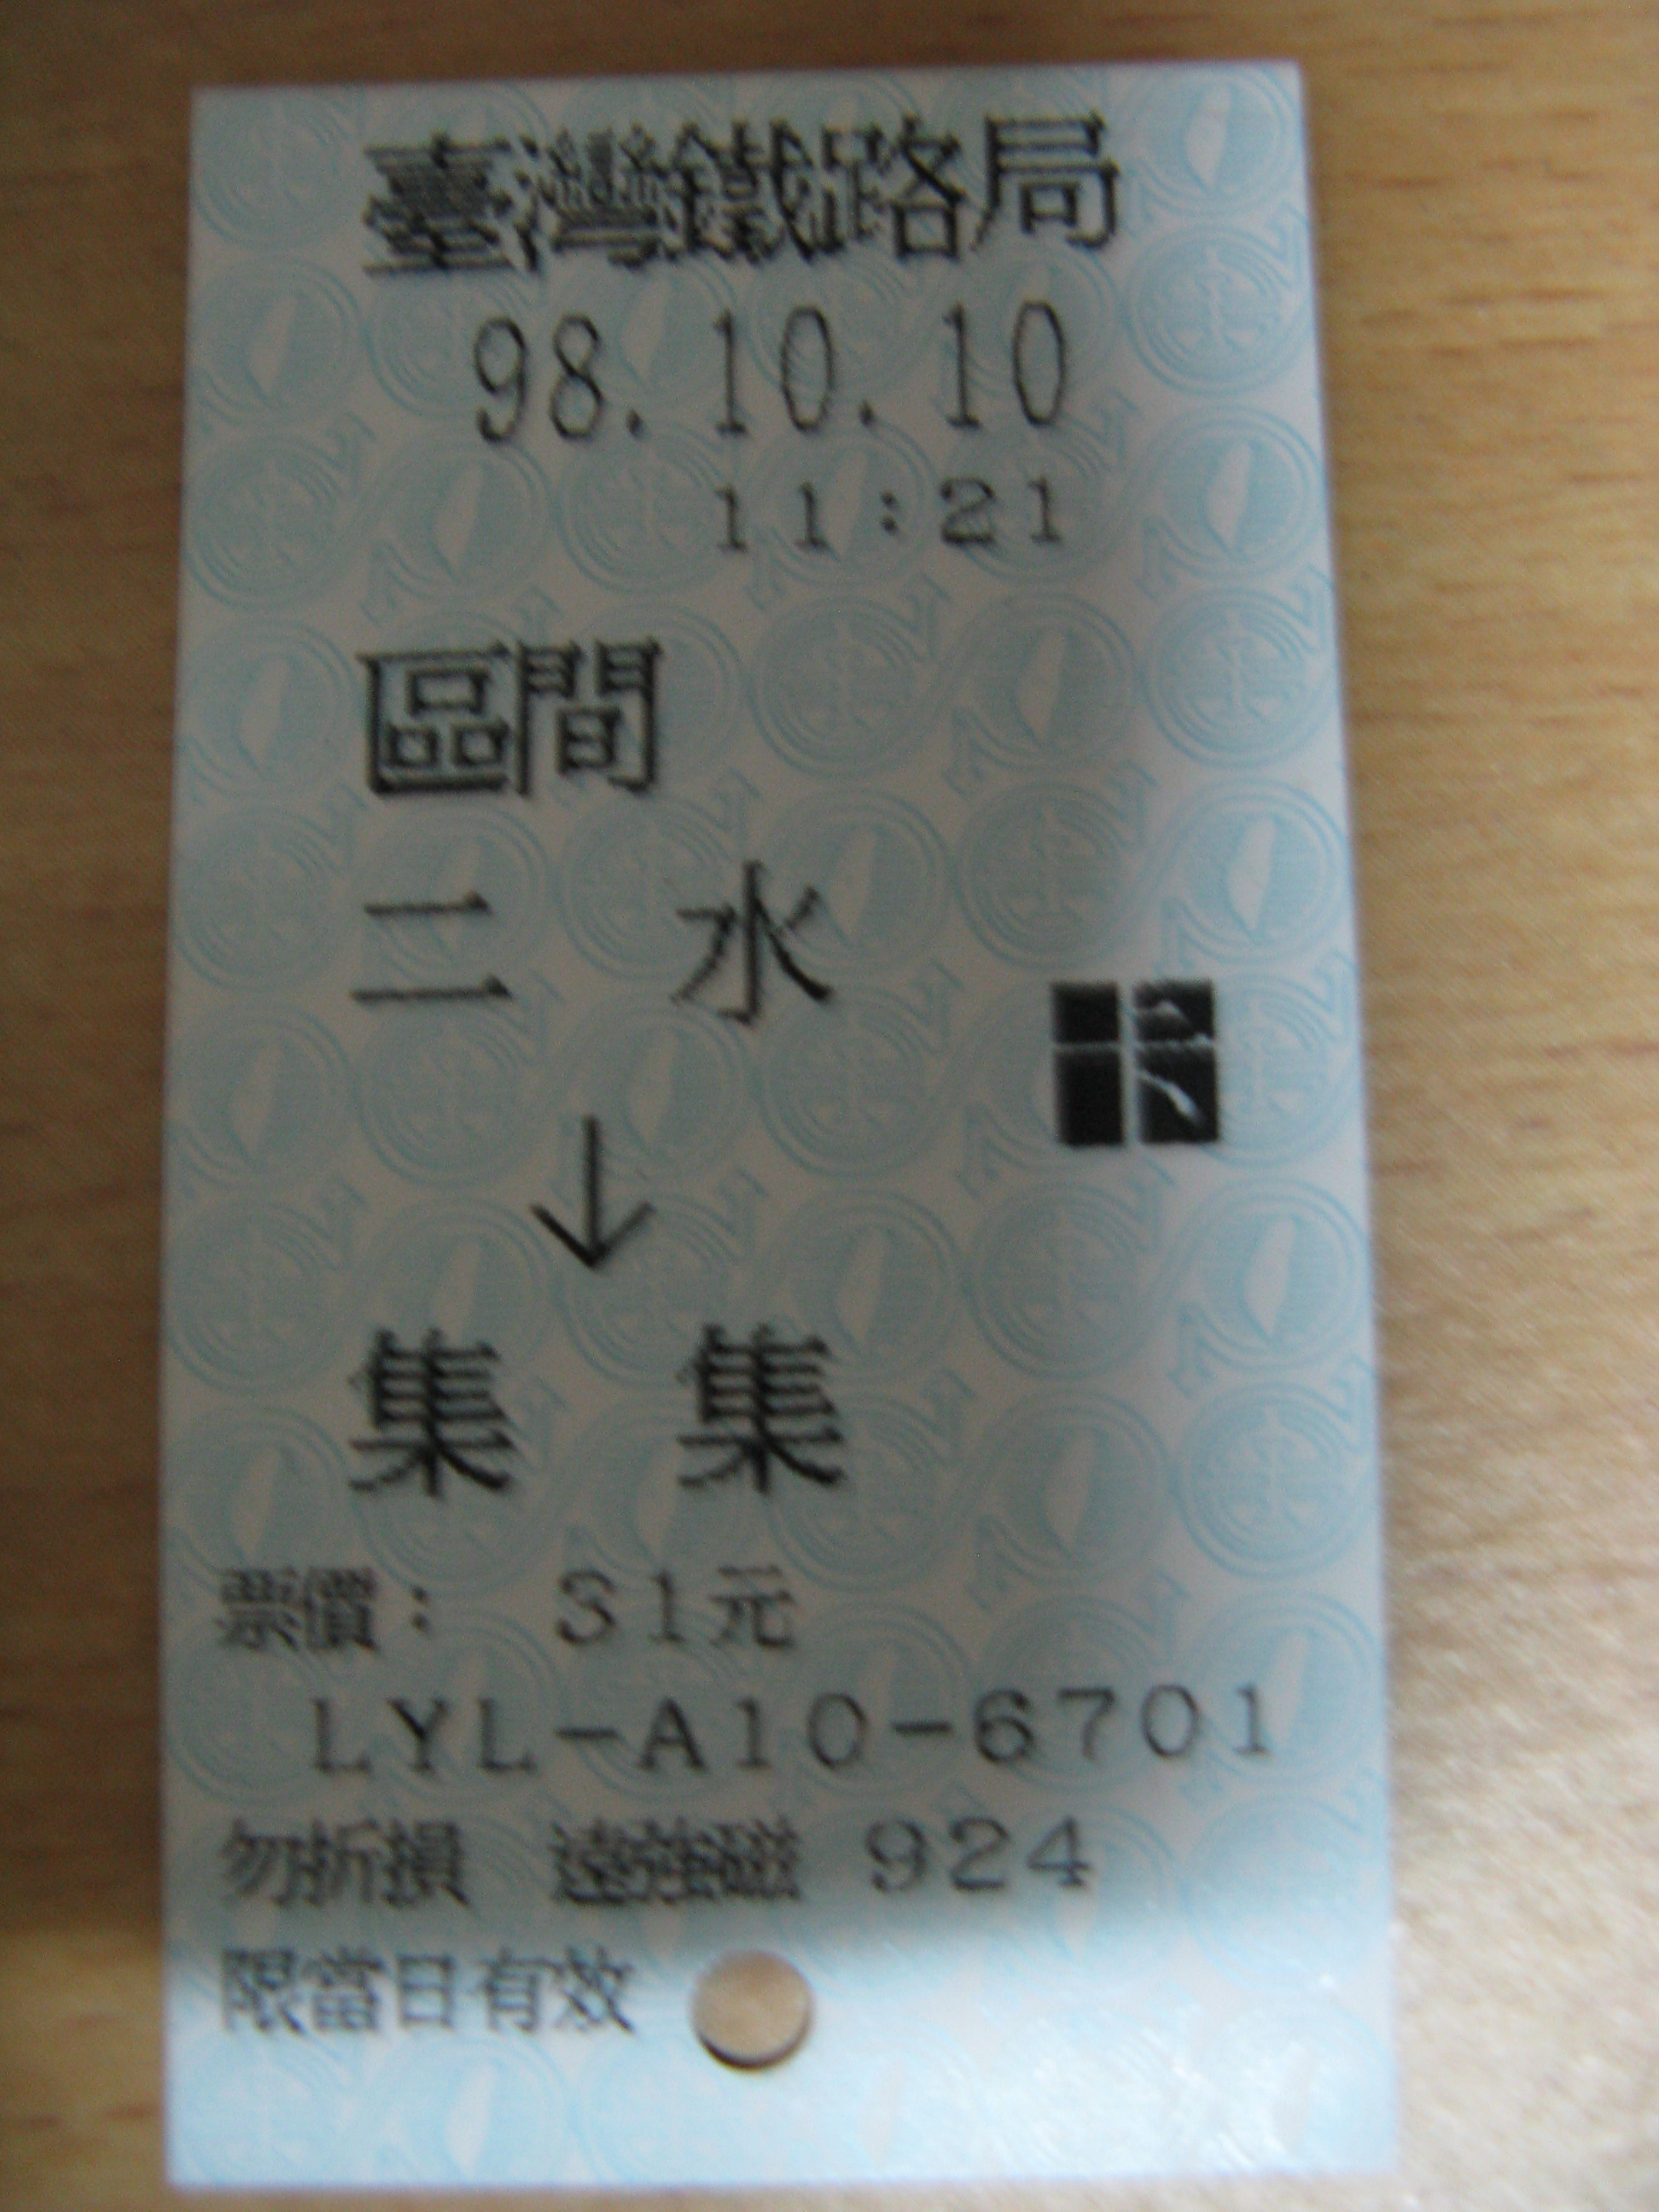 臺灣鐵路局
98.10.10
11:21
區間
二 水
↓
集 集
票價： 31元
LYL-A10-6701
勿折損 遠強磁 924
限當日有效